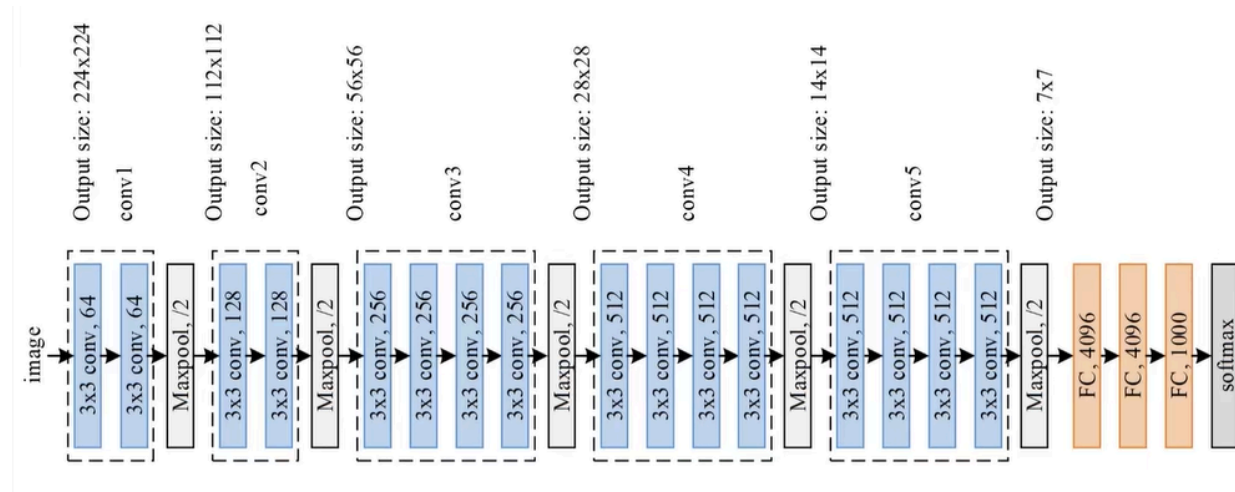 Output size: 224x224
conv1
Output size: 112x112
conv2
Output size: 56x56
conv3
Output size: 28x28
conv4
Output size: 14x14
conv5
Output size: 7x7
image
3x3 conv, 64
3x3 conv, 64
Maxpool, /2
3x3 conv, 128
3x3 conv, 128
Maxpool, /2
3x3 conv, 256
3x3 conv, 256
3x3 conv, 256
3x3 conv, 256
Maxpool, /2
3x3 conv, 512
3x3 conv, 512
3x3 conv, 512
3x3 conv, 512
Maxpool, /2
3x3 conv, 512
3x3 conv, 512
3x3 conv, 512
3x3 conv, 512
Maxpool, /2
FC, 4096
FC, 4096
FC, 1000
softmax